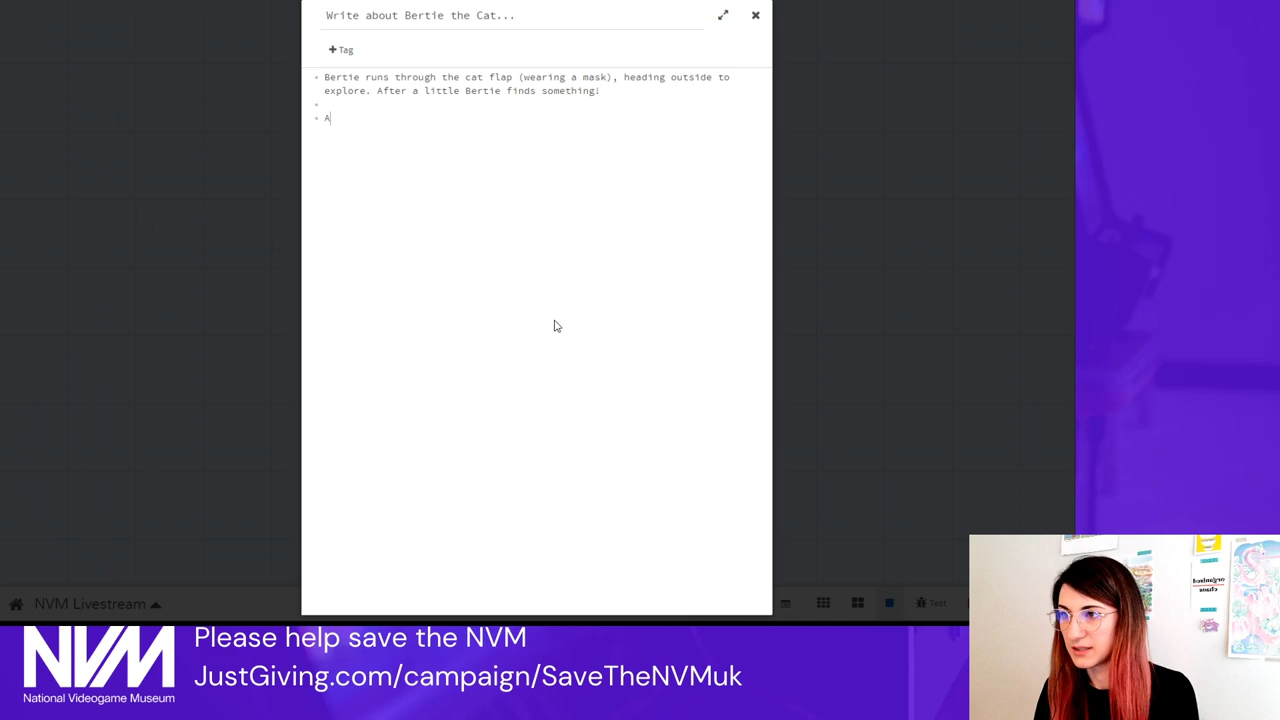 Write about Bertie the Cat...
+ Tag
Bertie runs through the cat flap (wearing a mask), heading outside to
explore. After a little Bertie finds something!
A
NVM Livestream
Test
Please help save the NVM
JustGiving.com/campaign/SaveTheNVMuk
NVM
National Videogame Museum